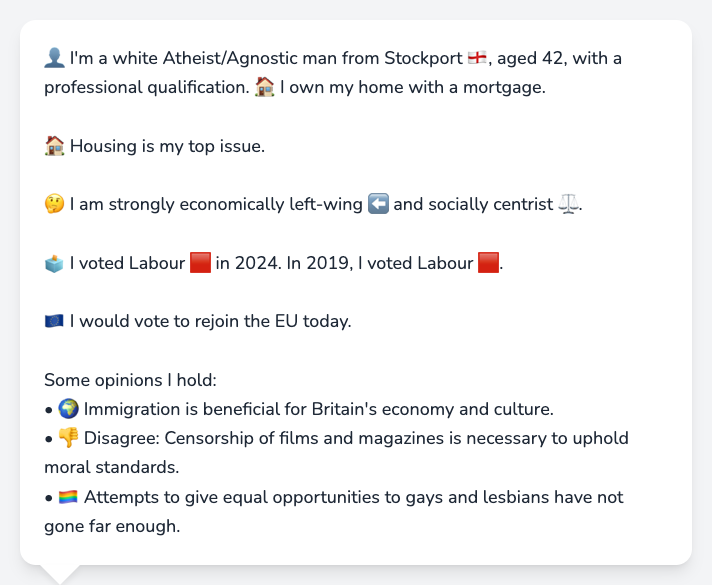 👤 I'm a white Atheist/Agnostic man from Stockport 🏴󠁧󠁢󠁥󠁮󠁧󠁿, aged 42, with a
professional qualification. 🏠 I own my home with a mortgage.
🏠 Housing is my top issue.
🤔 I am strongly economically left-wing ⬅️ and socially centrist ⚖️.
🗳️ I voted Labour 🟥 in 2024. In 2019, I voted Labour 🟥.
🇪🇺 I would vote to rejoin the EU today.
Some opinions I hold:
• 🌍 Immigration is beneficial for Britain's economy and culture.
• 👎 Disagree: Censorship of films and magazines is necessary to uphold
moral standards.
• 🏳️‍🌈 Attempts to give equal opportunities to gays and lesbians have not
gone far enough.